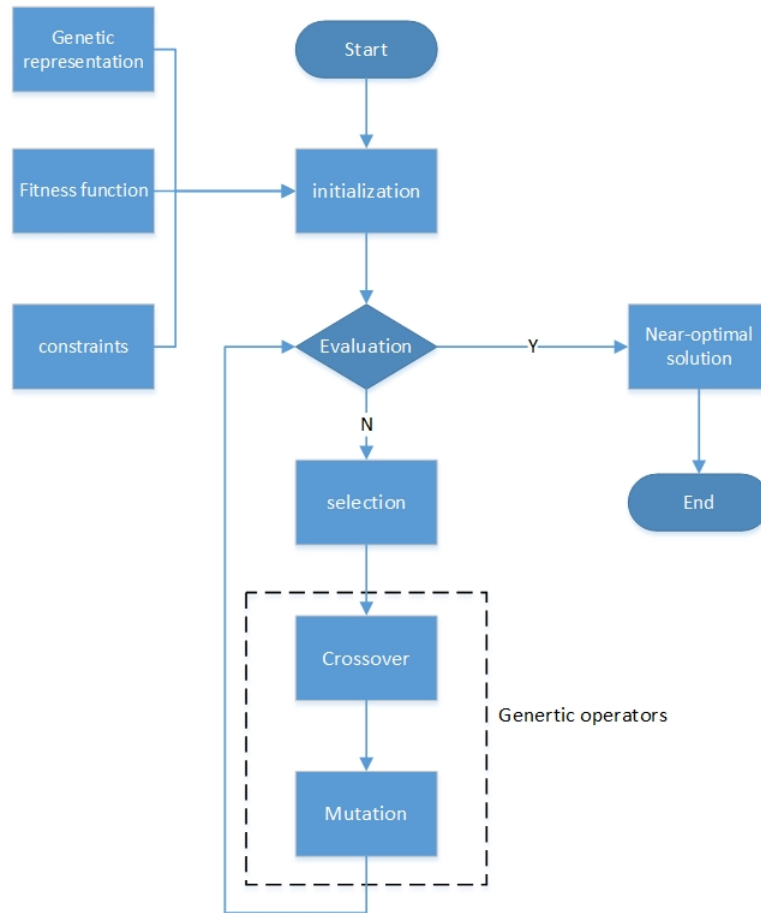 Genetic
representation
Start
Fitness function
initialization
constraints
Evaluation
Y
Near-optimal
solution
N
selection
End
Crossover
Genertic operators
Mutation